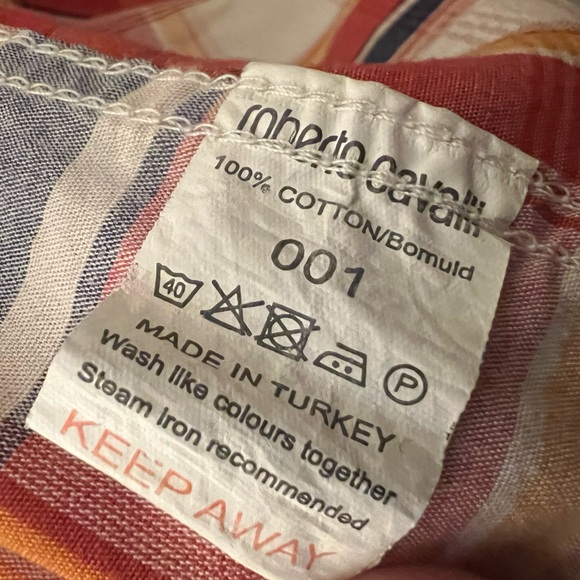 roberto cavalli
100% COTTON/Bomuld
001
40 P
MADE IN TURKEY
Wash like colours together
Steam iron recommended
KEEP AWAY